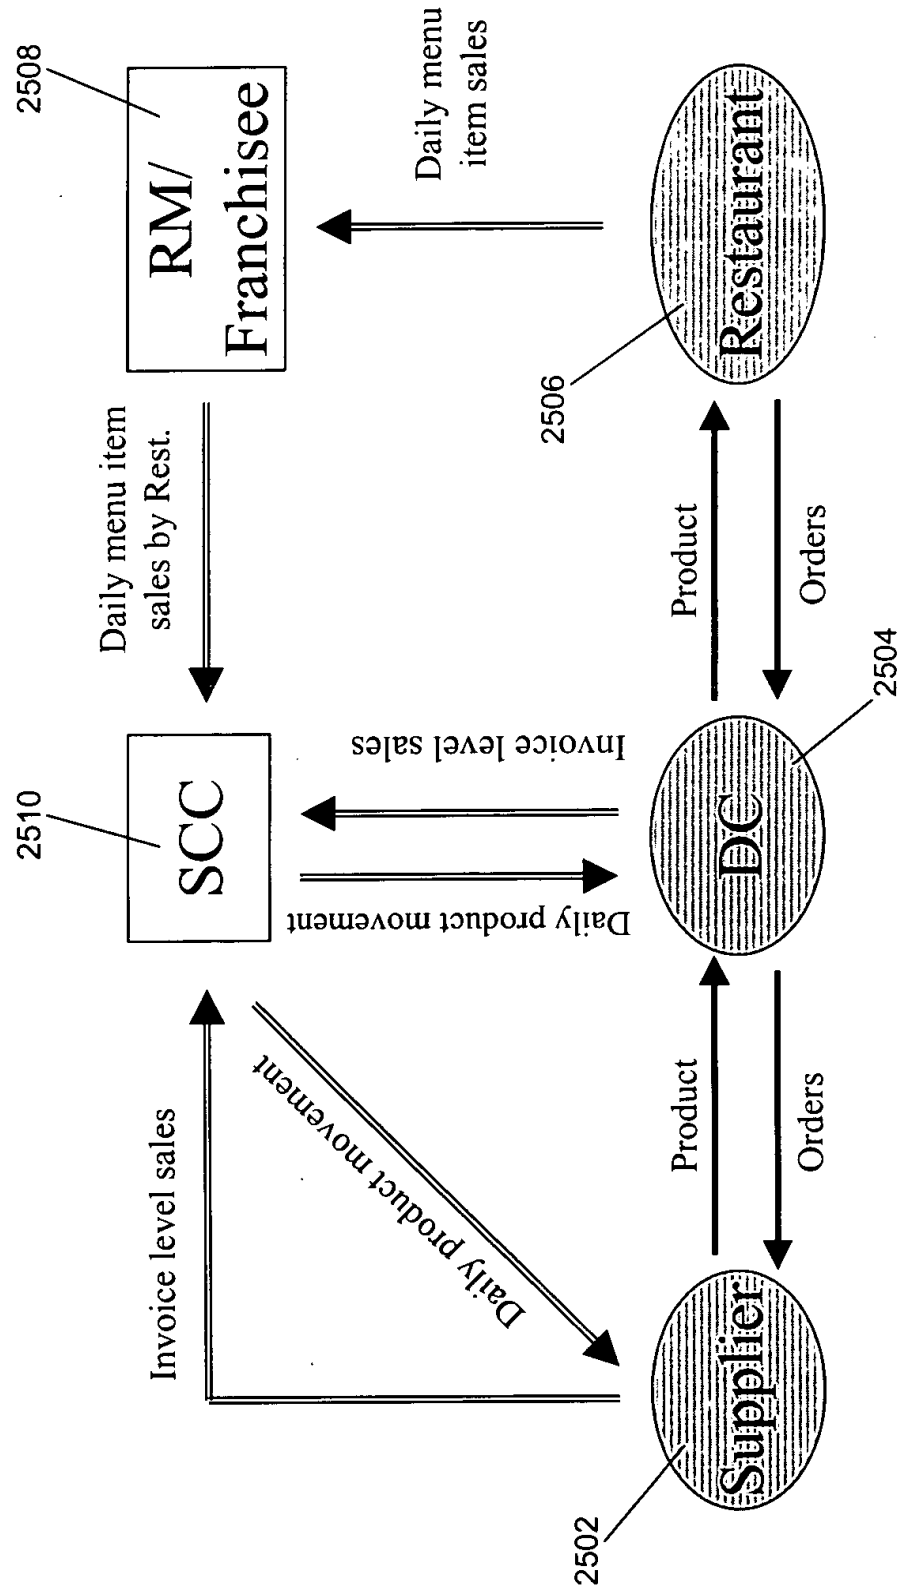 2510
SCC
2508
RM/
Franchisee
Daily menu item
sales by Rest.
Invoice level sales
Daily product movement
Daily product movement
Invoice level sales
Daily menu
item sales
2502
Supplier
Product
Orders
DC
2504
Product
Orders
2506
Restaurant